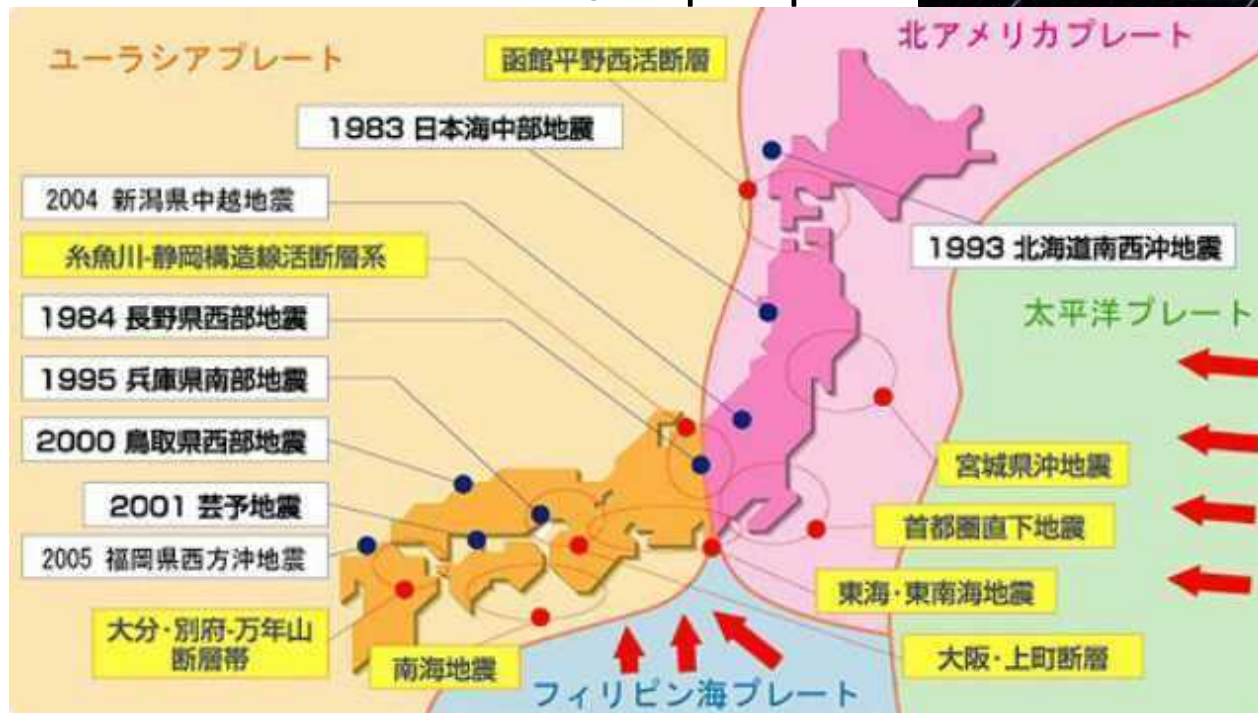 ユーラシアプレート
北アメリカプレート
函館平野西活断層
1983 日本海中部地震
2004 新潟県中越地震
糸魚川-静岡構造線活断層系
1993 北海道南西沖地震
1984 長野県西部地震
太平洋プレート
1995 兵庫県南部地震
2000 鳥取県西部地震
宮城県沖地震
2001 芸予地震
首都圏直下地震
2005 福岡県西方沖地震
東海・東南海地震
大分・別府-万年山
断層帯
南海地震
大阪・上町断層
フィリピン海プレート